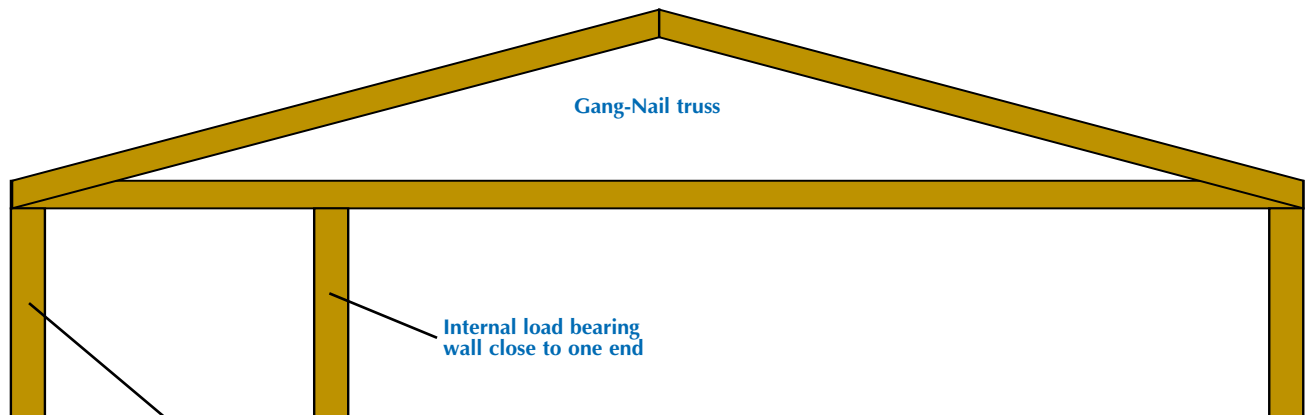 Gang-Nail truss
Internal load bearing
wall close to one end